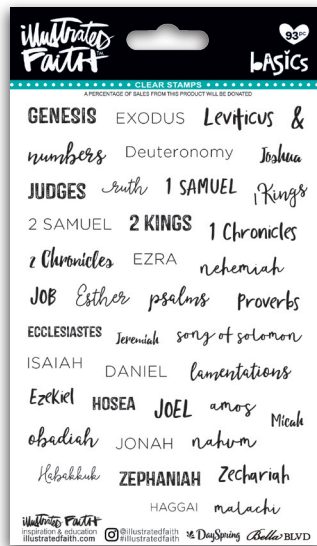 illustrated
FAITH™
93pc
basics
CLEAR STAMPS
A PERCENTAGE OF SALES FROM THIS PRODUCT WILL BE DONATED
GENESIS EXODUS Leviticus &
numbers Deuteronomy Joshua
JUDGES ruth 1 SAMUEL 1 Kings
2 SAMUEL 2 KINGS 1 Chronicles
2 Chronicles EZRA nehemiah
JOB Esther psalms Proverbs
ECCLESIASTES Jeremiah song of solomon
ISAIAH DANIEL lamentations
Ezekiel HOSEA JOEL amos Micah
obadiah JONAH nahum
Habakkuk ZEPHANIAH Zechariah
HAGGAI malachi
illustrated FAITH
inspiration & education
illustratedfaith.com
@illustratedfaith
#illustratedfaith
DaySpring
Bella BLVD